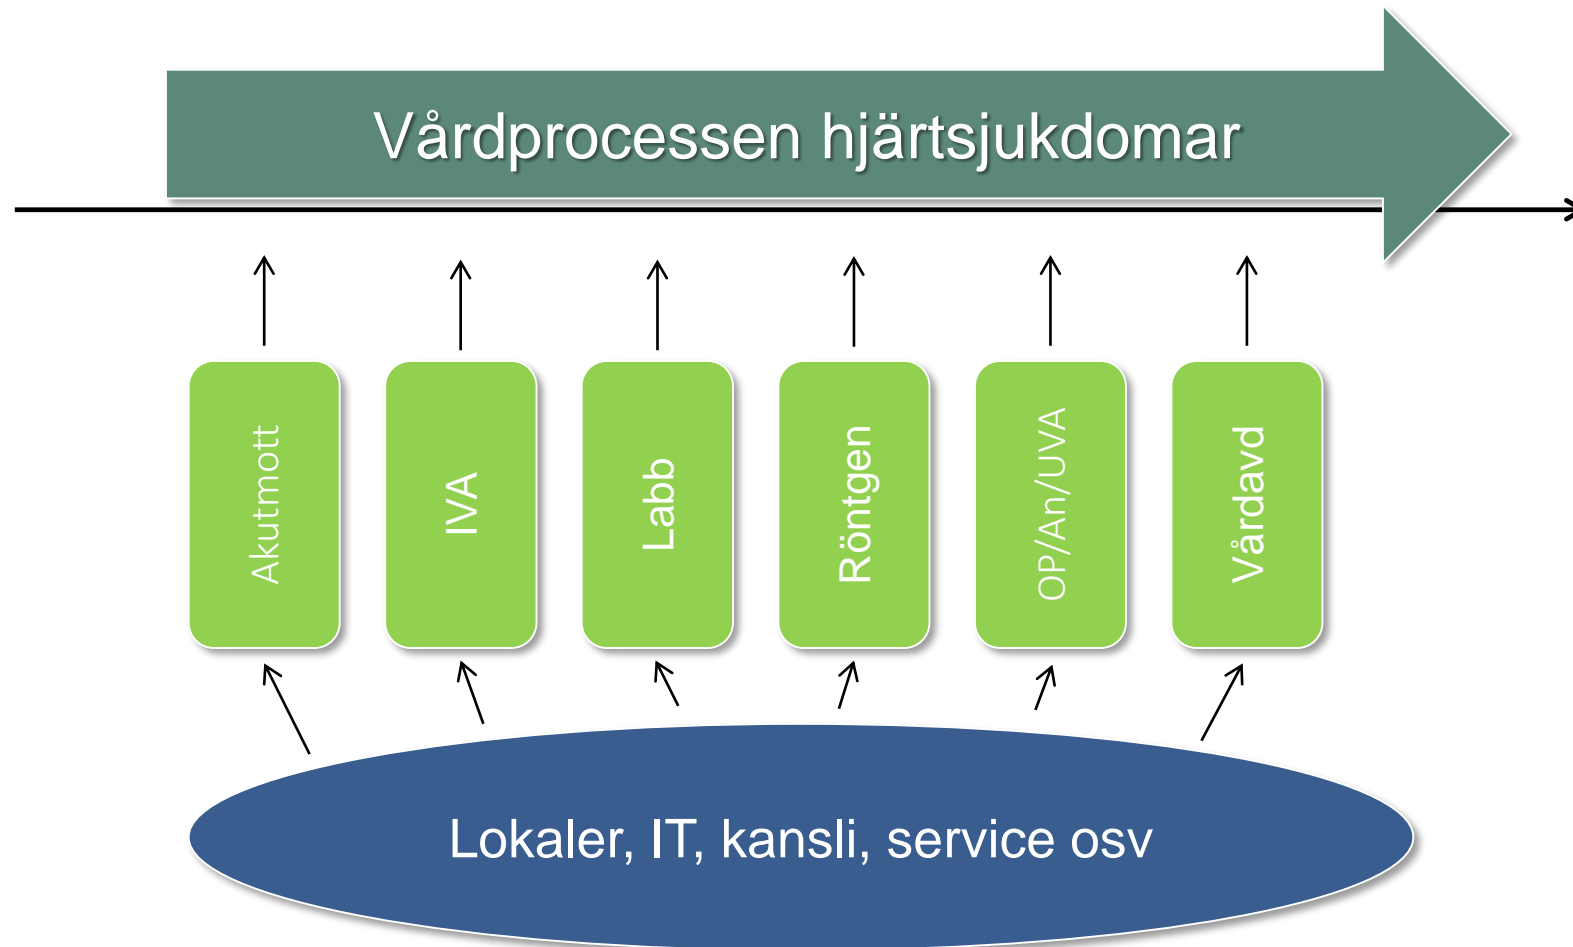 Vårdprocessen hjärtsjukdomar
Akutmott
IVA
Labb
Röntgen
OP/An/UVA
Vårdavd
Lokaler, IT, kansli, service osv